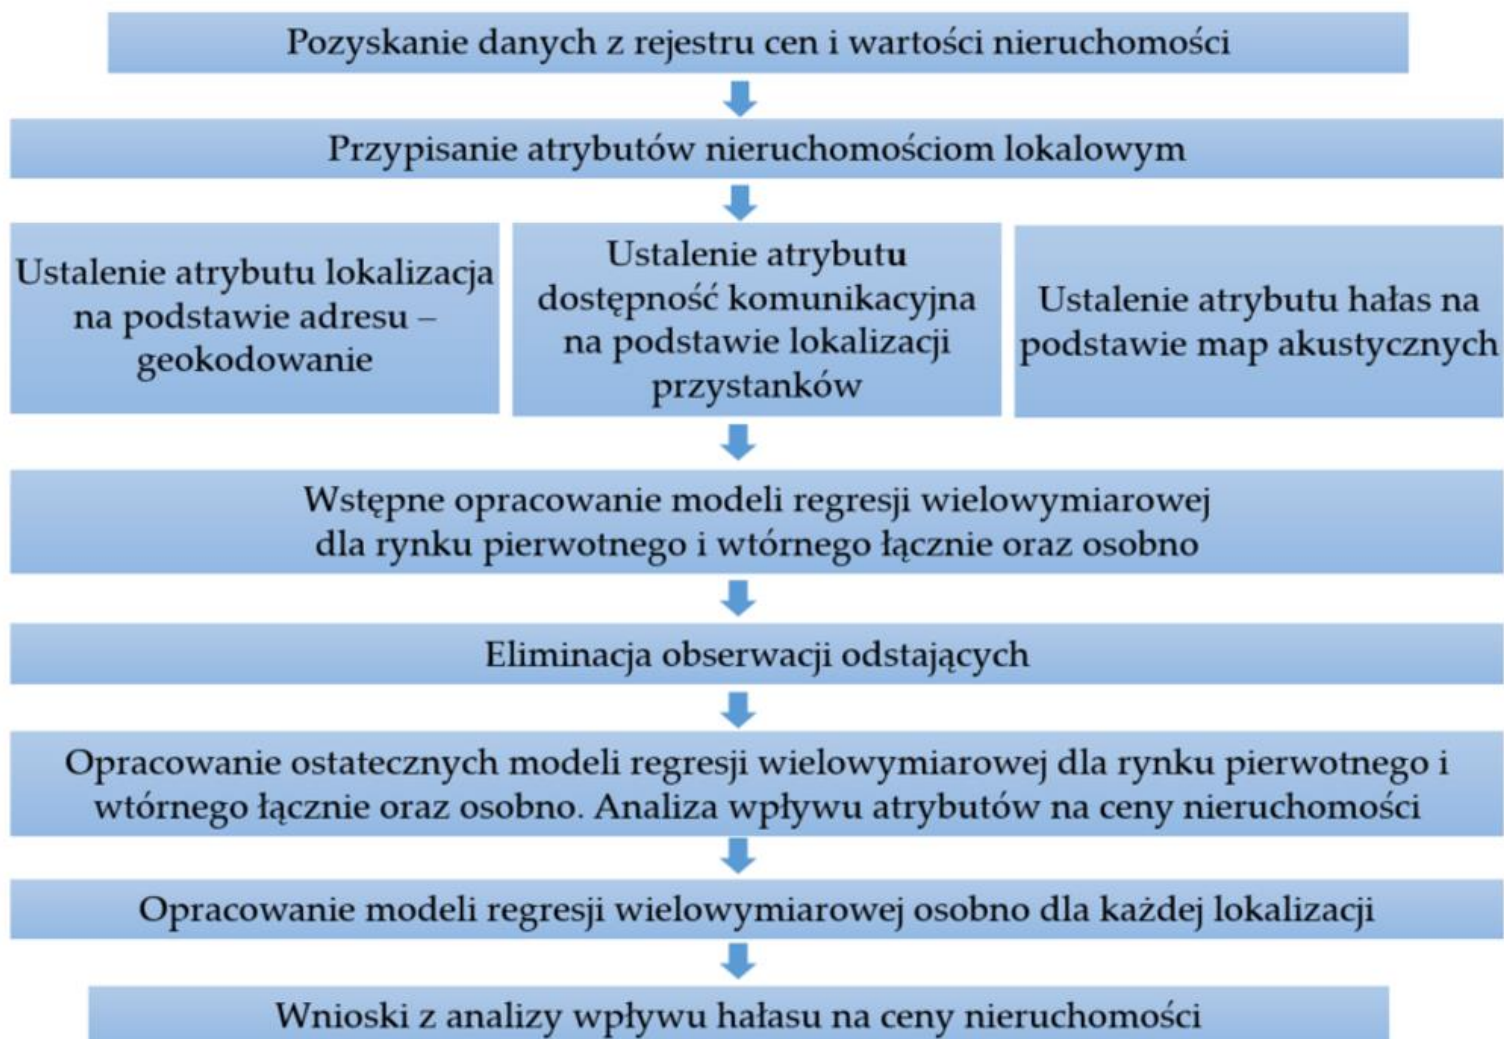 Pozyskanie danych z rejestru cen i wartości nieruchomości
Przypisanie atrybutów nieruchomościom lokalowym
Ustalenie atrybutu lokalizacja
na podstawie adresu –
geokodowanie
Ustalenie atrybutu
dostępność komunikacyjna
na podstawie lokalizacji
przystanków
Ustalenie atrybutu hałas na
podstawie map akustycznych
Wstępne opracowanie modeli regresji wielowymiarowej
dla rynku pierwotnego i wtórnego łącznie oraz osobno
Eliminacja obserwacji odstających
Opracowanie ostatecznych modeli regresji wielowymiarowej dla rynku pierwotnego i
wtórnego łącznie oraz osobno. Analiza wpływu atrybutów na ceny nieruchomości
Opracowanie modeli regresji wielowymiarowej osobno dla każdej lokalizacji
Wnioski z analizy wpływu hałasu na ceny nieruchomości